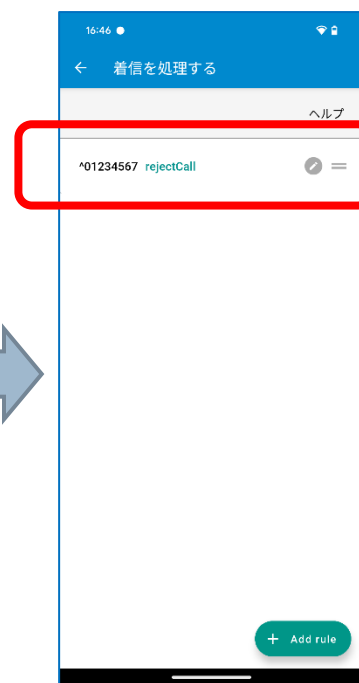 16:46
← 着信を処理する
ヘルプ
^01234567 rejectCall
+ Add rule